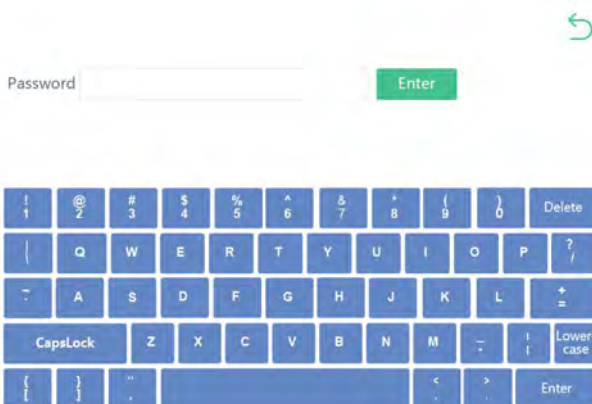 Password Enter
! 1 @ 2 # 3 $ 4 % 5 ^ 6 & 7 * 8 ( 9 ) 0 Delete
Q W E R T Y U I O P ? /
A S D F G H J K L + =
CapsLock Z X C V B N M Lower case
{ [ } ] < > Enter